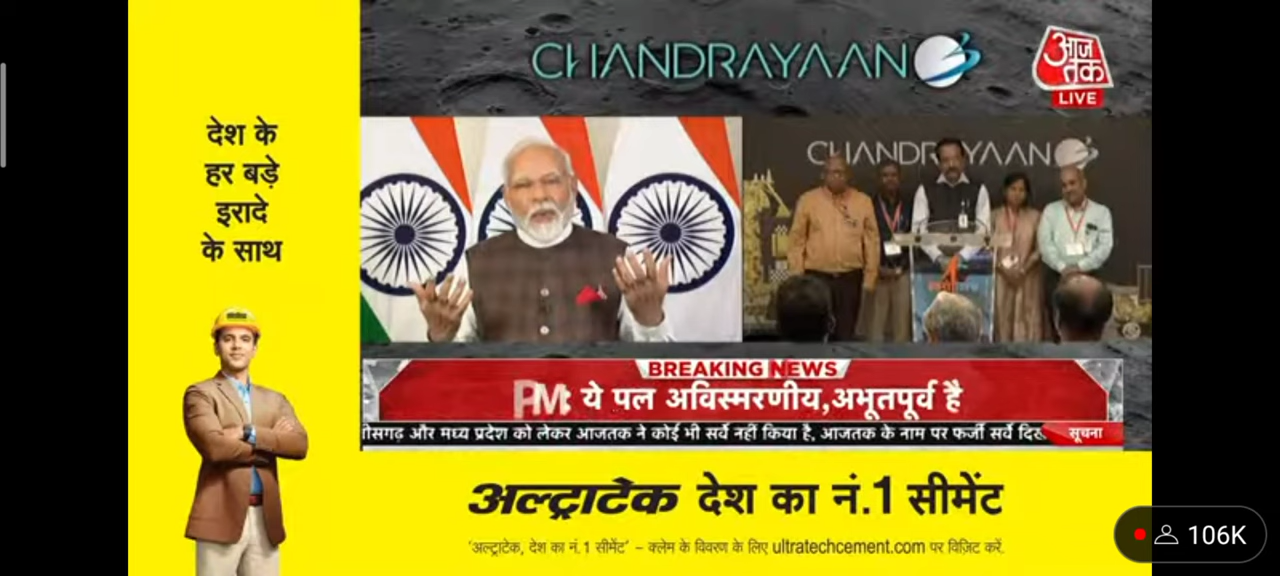 CHANDRAYAAN
आज
तक
LIVE
देश के
हर बड़े
इरादे
के साथ
CHANDRAYAAN
BREAKING NEWS
PM: ये पल अविस्मरणीय,अभूतपूर्व है
और मध्य प्रदेश को लेकर आजतक ने कोई भी सर्वे नहीं किया है, आजतक के नाम पर फर्जी सर्वे
सूचना
अल्ट्राटेक देश का नं.1 सीमेंट
'अल्ट्राटेक, देश का नं.1 सीमेंट' – क्लेम के विवरण के लिए ultratechcement.com पर विज़िट करें.
106K